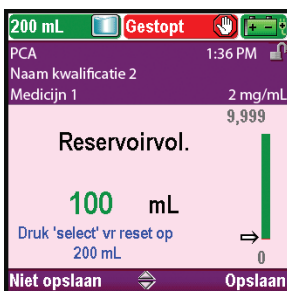 200 mL Gestopt
PCA 1:36 PM
Naam kwalificatie 2
Medicijn 1 2 mg/mL
9,999
Reservoirvol.
100 mL
Druk 'select' vr reset op
200 mL
0
Niet opslaan Opslaan